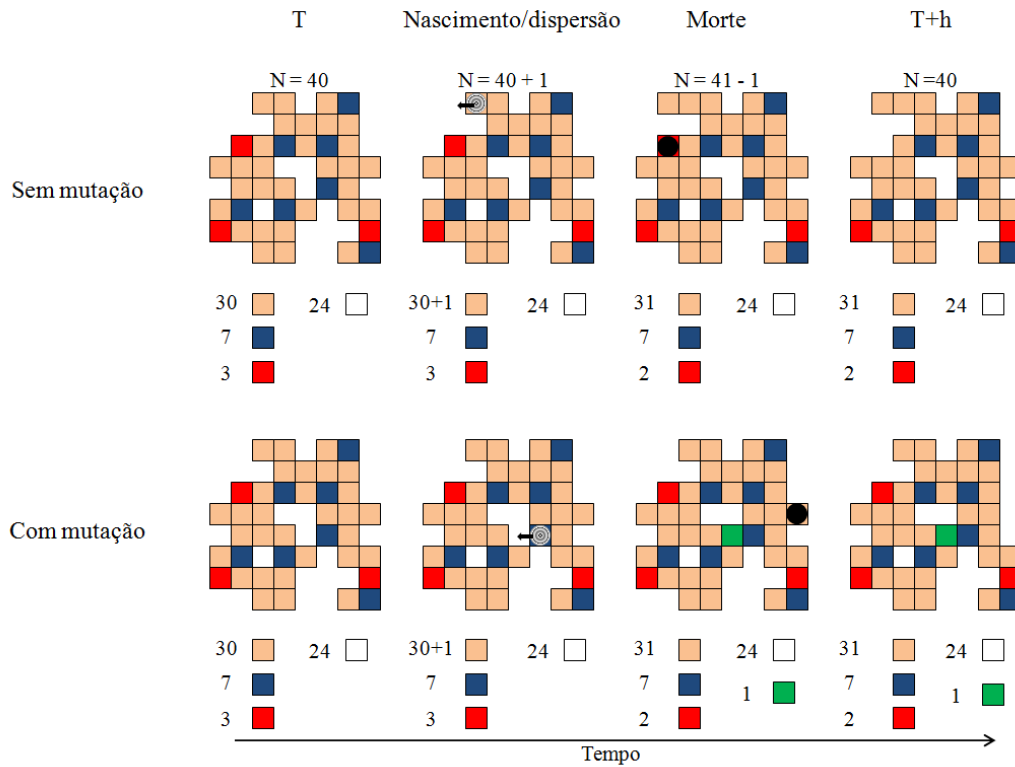 T Nascimento/dispersão Morte T+h
N = 40 N = 40 + 1 N = 41 - 1 N =40
Sem mutação
30 24 30+1 24 31 24 31 24
7 7 7 7
3 3 2 2
Com mutação
30 24 30+1 24 31 24 31 24
7 7 7 1 7 1
3 3 2 2
Tempo